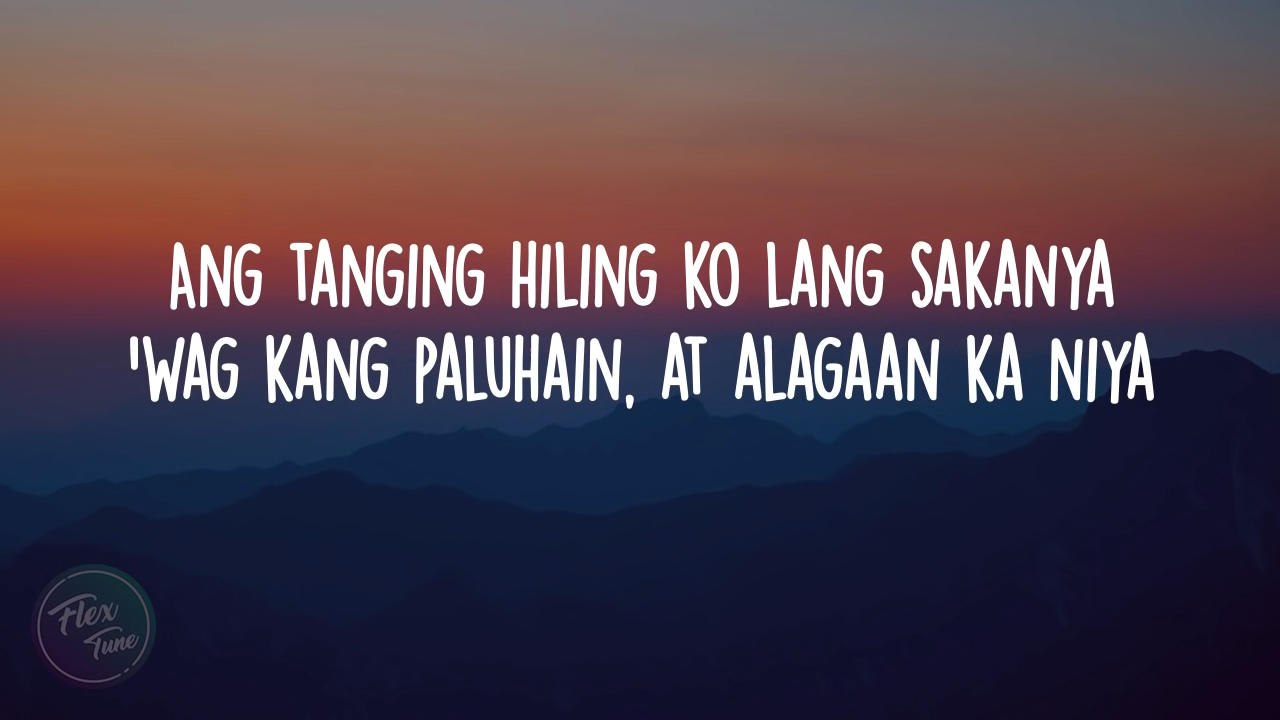 ANG TANGING HILING KO LANG SAKANYA
'WAG KANG PALUHAIN, AT ALAGAAN KA NIYA
Flex
Tune